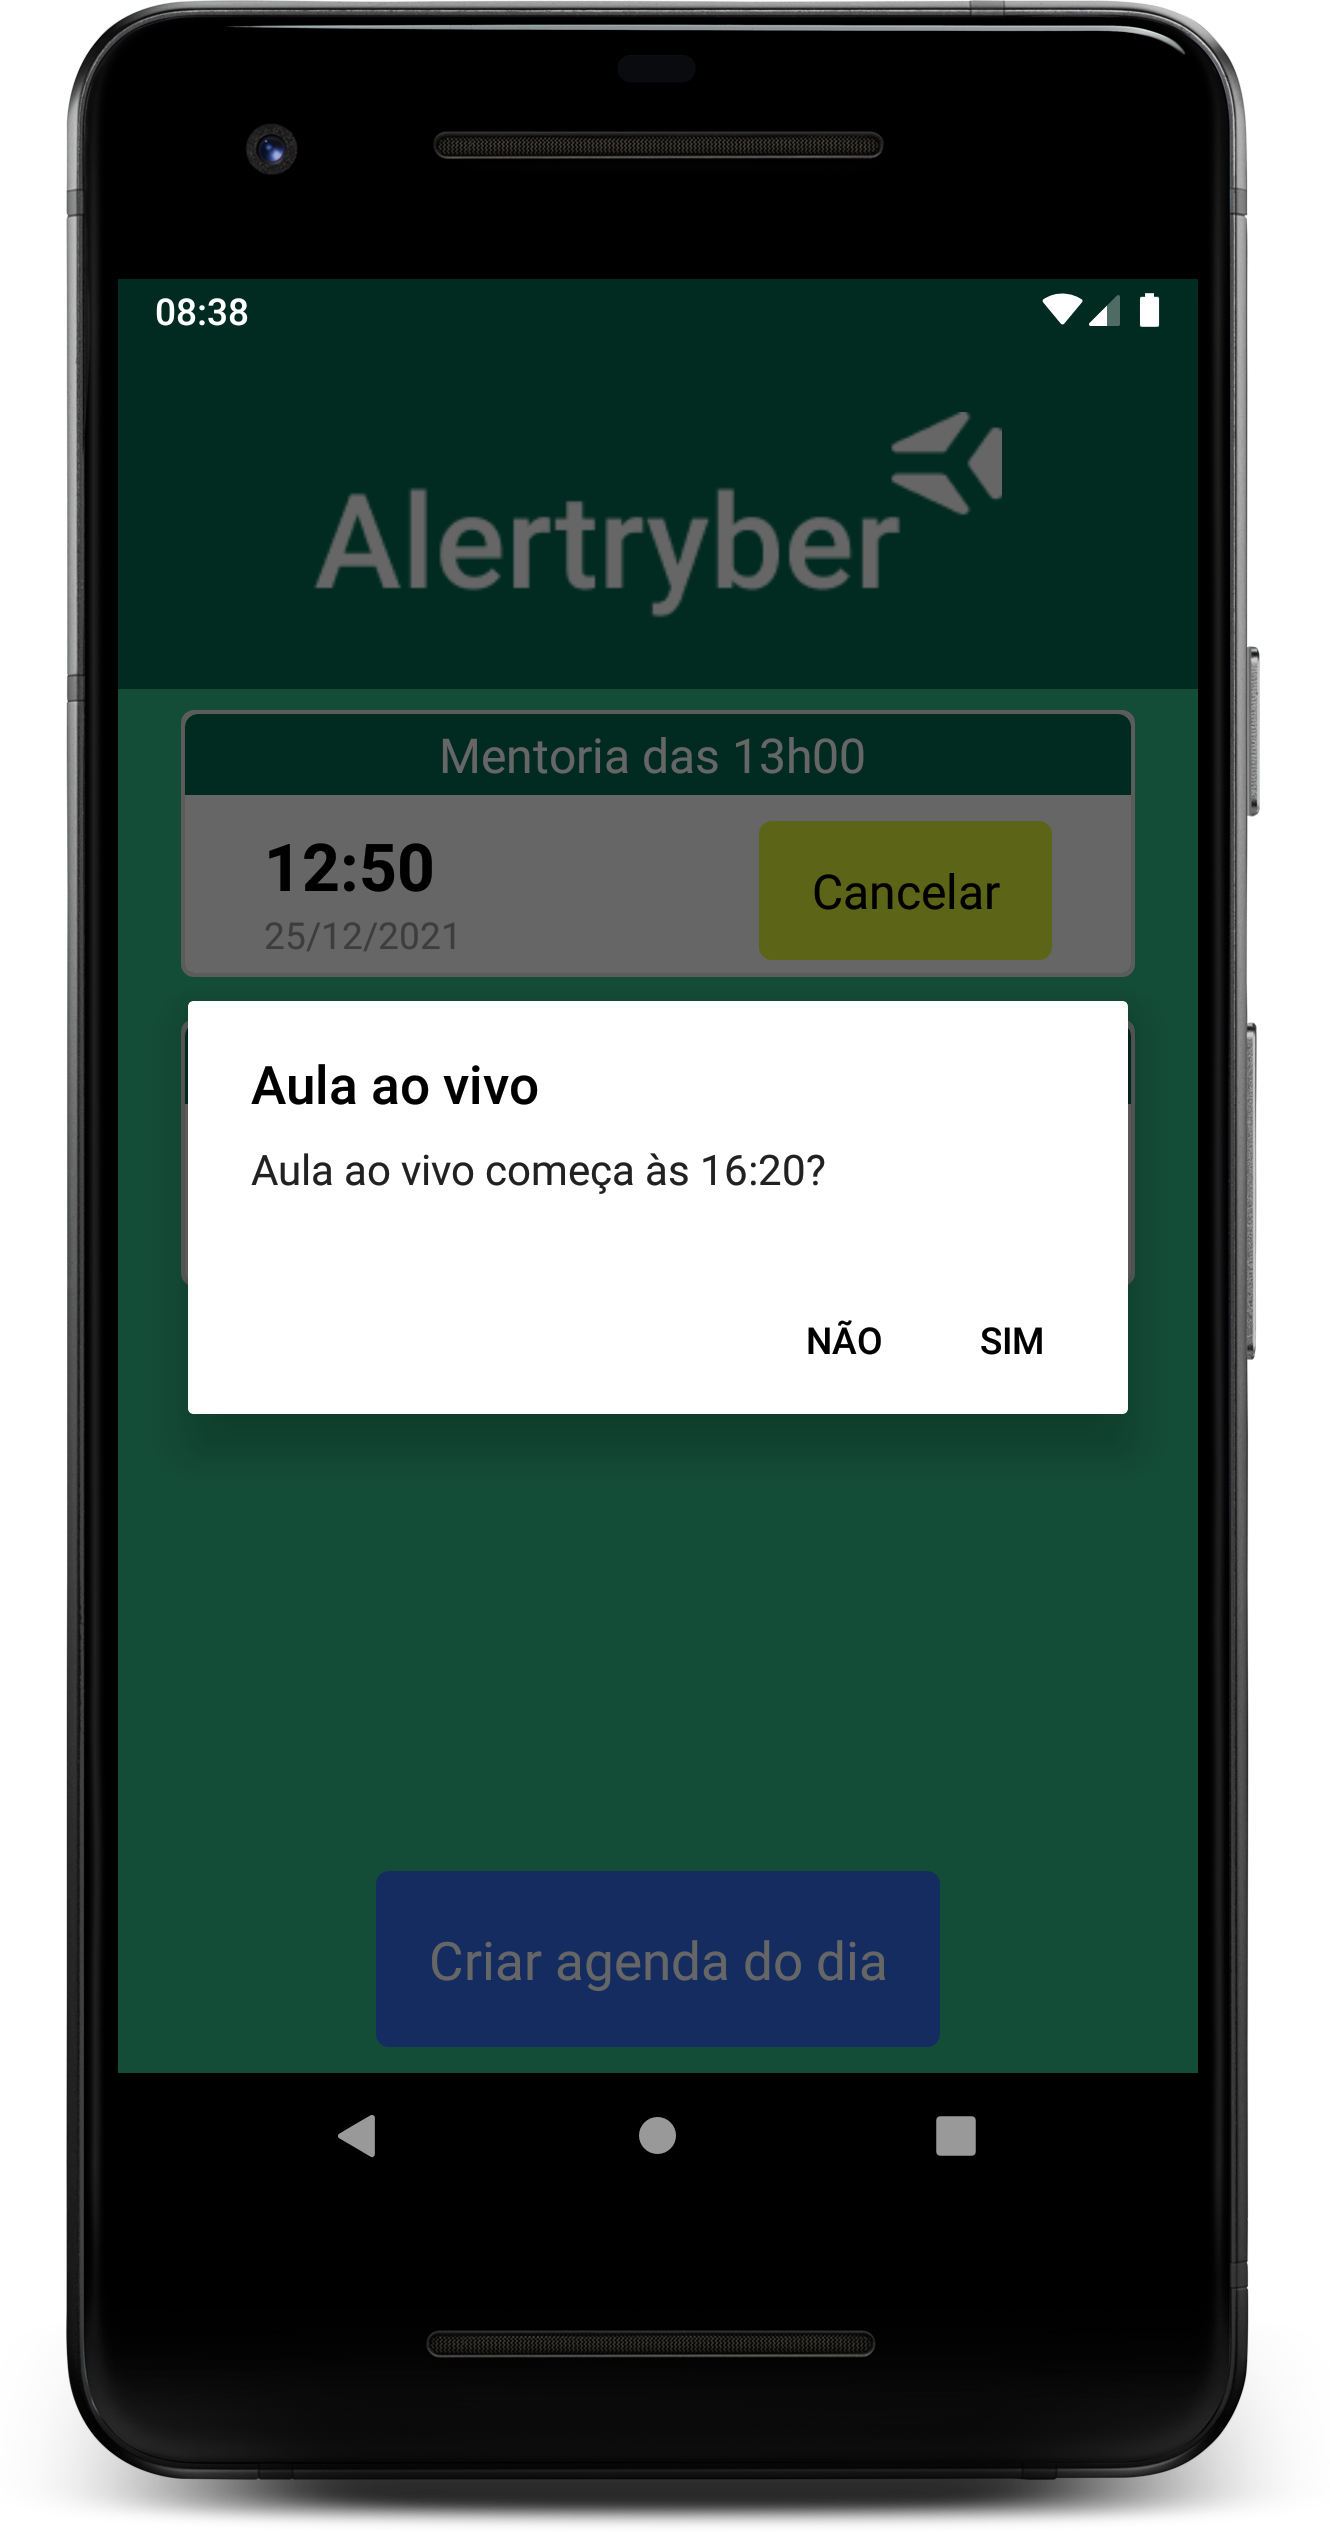 08:38
Alertryber
Mentoria das 13h00
12:50
25/12/2021
Cancelar
Aula ao vivo
Aula ao vivo começa às 16:20?
NÃO SIM
Criar agenda do dia